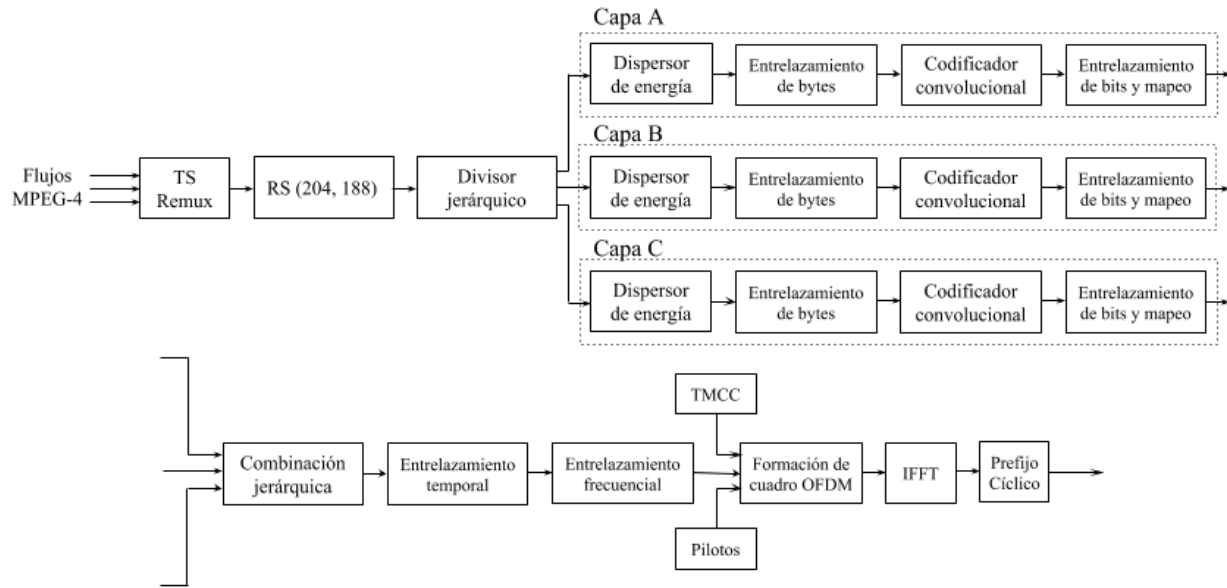 Capa A
Dispersor
de energía
Entrelazamiento
de bytes
Codificador
convolucional
Entrelazamiento
de bits y mapeo
Flujos
MPEG-4
TS
Remux
RS (204, 188)
Divisor
jerárquico
Capa B
Dispersor
de energía
Entrelazamiento
de bytes
Codificador
convolucional
Entrelazamiento
de bits y mapeo
Capa C
Dispersor
de energía
Entrelazamiento
de bytes
Codificador
convolucional
Entrelazamiento
de bits y mapeo
TMCC
Combinación
jerárquica
Entrelazamiento
temporal
Entrelazamiento
frecuencial
Formación de
cuadro OFDM
IFFT
Prefijo
Cíclico
Pilotos